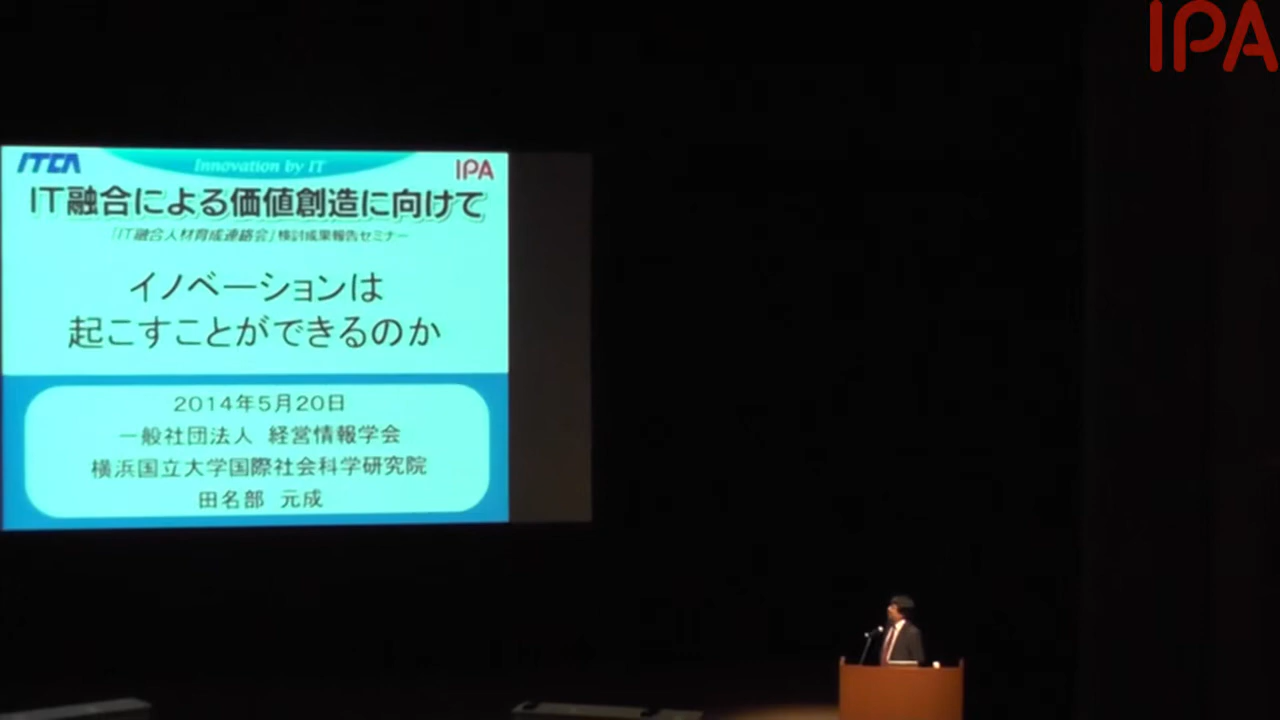 IPA
ITCA
Innovation by IT
IPA
IT融合による価値創造に向けて
「IT融合人材育成連絡会」検討成果報告セミナー
イノベーションは
起こすことができるのか
2014年5月20日
一般社団法人 経営情報学会
横浜国立大学国際社会科学研究院
田名部 元成